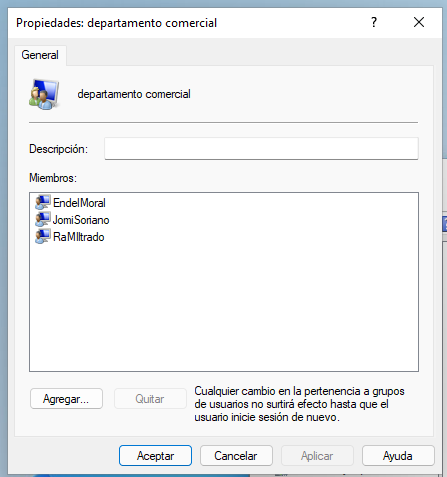 Propiedades: departamento comercial
?
General
departamento comercial
Descripción:
Miembros:
EndelMoral
JomiSoriano
RaMIltrado
Agregar...
Quitar
Cualquier cambio en la pertenencia a grupos
de usuarios no surtirá efecto hasta que el
usuario inicie sesión de nuevo.
Aceptar
Cancelar
Aplicar
Ayuda